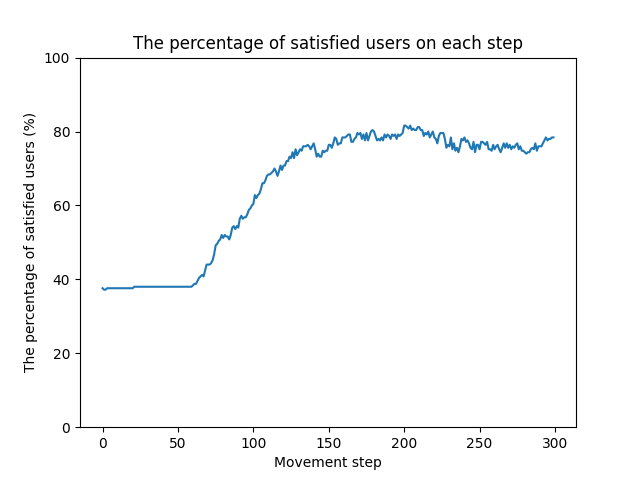 The percentage of satisfied users on each step
The percentage of satisfied users (%)
100
80
60
40
20
0
0 50 100 150 200 250 300
Movement step